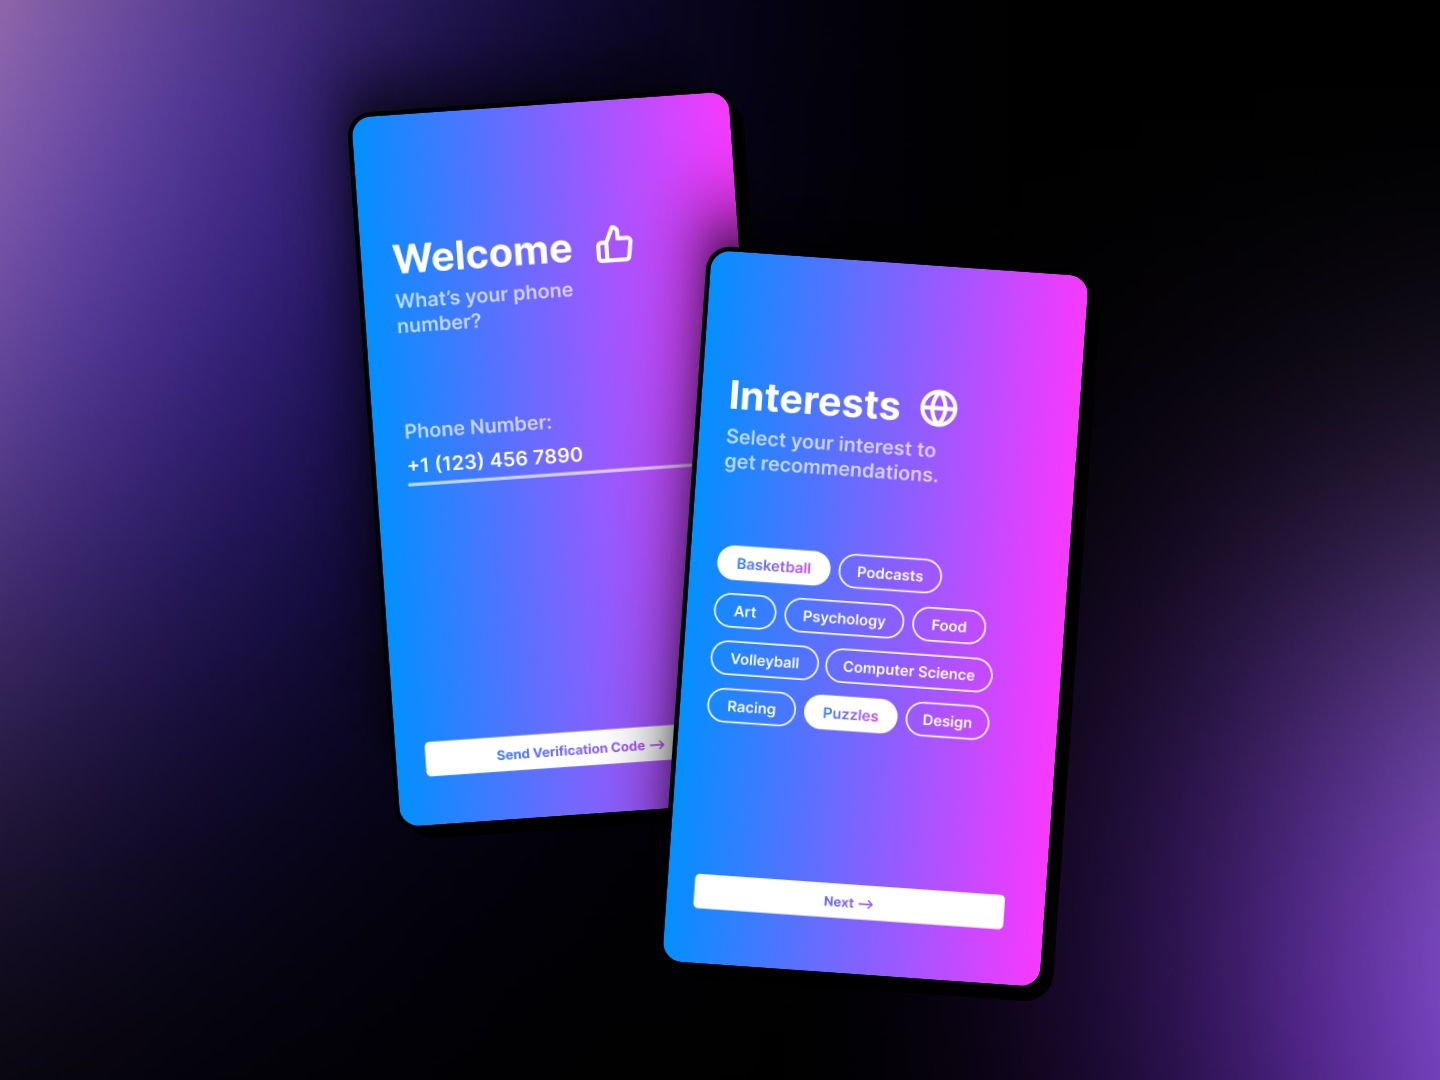 Welcome
What's your phone
number?
Phone Number:
+1 (123) 456 7890
Send Verification Code →
Interests
Select your interest to
get recommendations.
Basketball
Podcasts
Art
Psychology
Food
Volleyball
Computer Science
Racing
Puzzles
Design
Next →